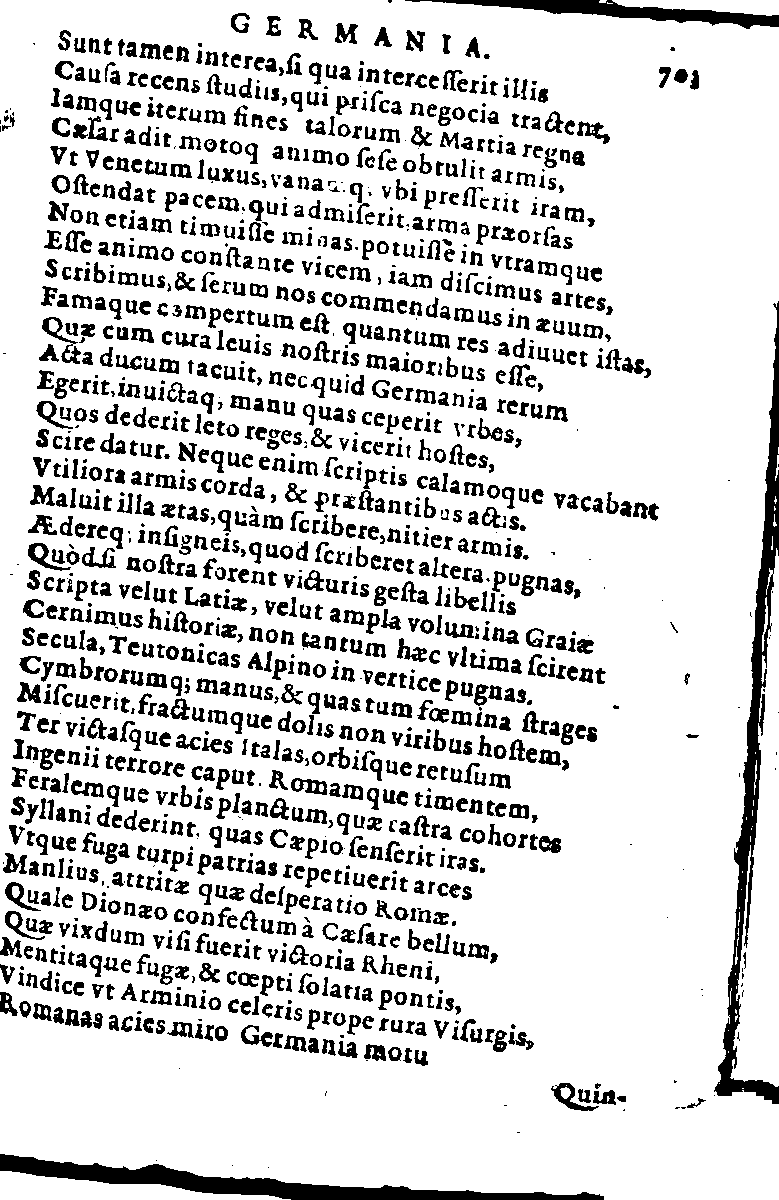 GERMANIA.
701
Sunt tamen interea, ſi qua interceſſerit illis
Cauſa recens ſtudiis, qui priſca negocia tractent,
Iamque iterum fines talorum & Martia regna
Cæſar adit, motoq animo ſeſe obtulit armis,
Vt Venetum luxus, vana q; vbi preſſerit iram,
Oſtendat pacem, qui admiſerit, arma præorſas
Non etiam timuiſſe minas, potuiſſe in vtramque
Eſſe animo conſtante vicem, iam diſcimus artes,
Scribimus, & ſerum nos commendamus in æuum,
Famaque compertum eſt, quantum res adiuuet iſtas,
Quæ cum cura leuis noſtris maioribus eſſe,
Acta ducum tacuit, nec quid Germania rerum
Egerit, inuictaq, manu quas ceperit vrbes,
Quos dederit leto reges, & vicerit hoſtes,
Scire datur. Neque enim ſcriptis calamoque vacabant
Vtiliora armis corda, & præſtantibus actis.
Maluit illa ætas, quàm ſcribere, nitier armis.
Ædereq; inſigneis, quod ſcriberet altera, pugnas,
Quòd ſi noſtra forent victuris geſta libellis
Scripta velut Latiæ, velut ampla volumina Graiæ
Cernimus hiſtoriæ, non tantum hæc vltima ſcirent
Secula, Teutonicas Alpino in vertice pugnas.
Cymbrorumq; manus, & quas tum fœmina ſtrages
Miſcuerit, fractumque dolis non viribus hoſtem,
Ter victaſque acies Italas, orbiſque retuſum
Ingenii terrore caput. Romamque timentem,
Feralemque vrbis planctum, quæ caſtra cohortes
Syllani dederint, quas Cæpio ſenſerit iras.
Vtque fuga turpi patrias repetiuerit arces
Manlius, attritæ quæ deſperatio Romæ.
Quale Dionæo confectum à Cæſare bellum,
Quæ vixdum viſi fuerit victoria Rheni,
Mentitaque fugæ, & cœpti ſolatia pontis,
Vindice vt Arminio celeris prope rura Viſurgis,
Romanas acies miro Germania motu
Quin-